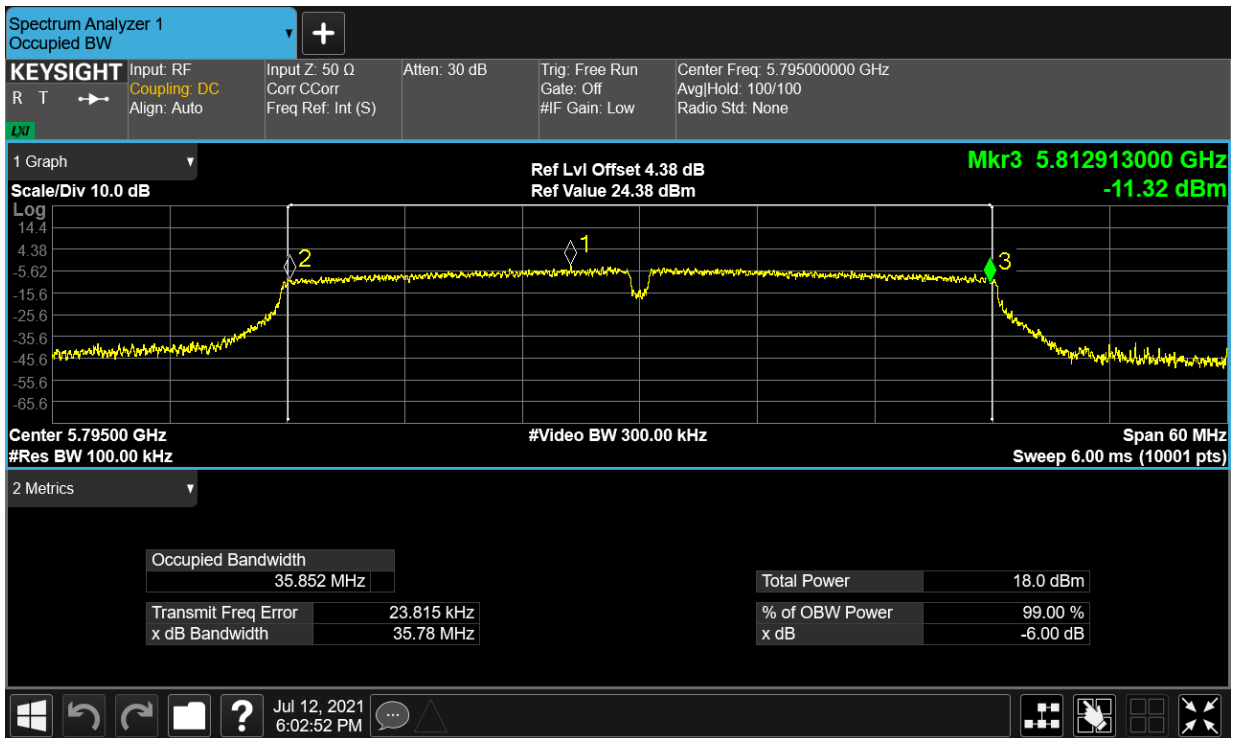 Spectrum Analyzer 1
Occupied BW
▼
+
KEYSIGHT
R T
LXI
Input: RF
Coupling: DC
Align: Auto
Input Z: 50 Ω
Corr CCorr
Freq Ref: Int (S)
Atten: 30 dB
Trig: Free Run
Gate: Off
#IF Gain: Low
Center Freq: 5.795000000 GHz
Avg|Hold: 100/100
Radio Std: None
1 Graph ▼
Scale/Div 10.0 dB
Ref Lvl Offset 4.38 dB
Ref Value 24.38 dBm
Mkr3 5.812913000 GHz
-11.32 dBm
Log
14.4
4.38
-5.62
-15.6
-25.6
-35.6
-45.6
-55.6
-65.6
2
1
3
Center 5.79500 GHz
#Res BW 100.00 kHz
#Video BW 300.00 kHz
Span 60 MHz
Sweep 6.00 ms (10001 pts)
2 Metrics ▼
Occupied Bandwidth
35.852 MHz
Transmit Freq Error 23.815 kHz
x dB Bandwidth 35.78 MHz
Total Power 18.0 dBm
% of OBW Power 99.00 %
x dB -6.00 dB
?
Jul 12, 2021
6:02:52 PM
...